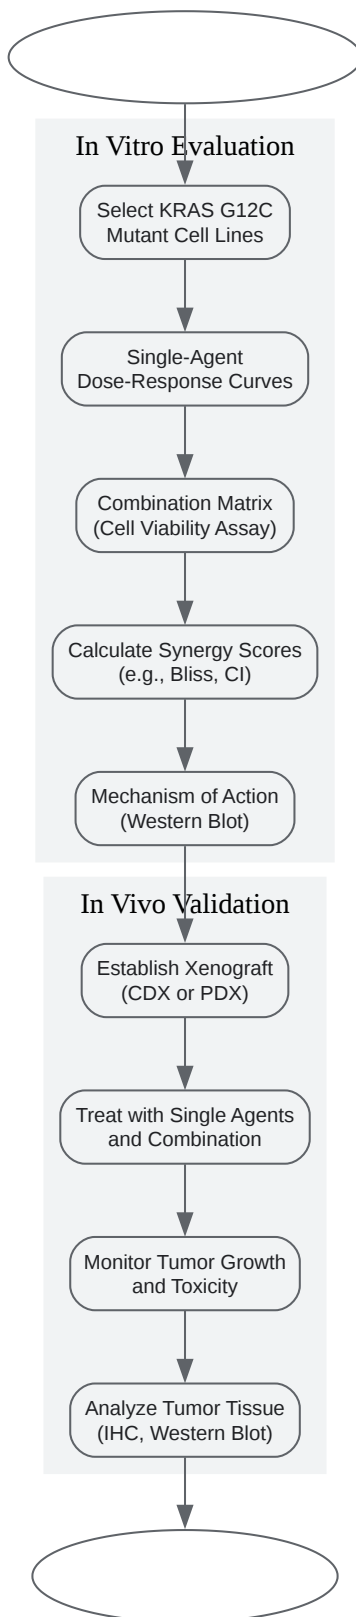 In Vitro Evaluation
Select KRAS G12C
Mutant Cell Lines
Single-Agent
Dose-Response Curves
Combination Matrix
(Cell Viability Assay)
Calculate Synergy Scores
(e.g., Bliss, CI)
Mechanism of Action
(Western Blot)
In Vivo Validation
Establish Xenograft
(CDX or PDX)
Treat with Single Agents
and Combination
Monitor Tumor Growth
and Toxicity
Analyze Tumor Tissue
(IHC, Western Blot)